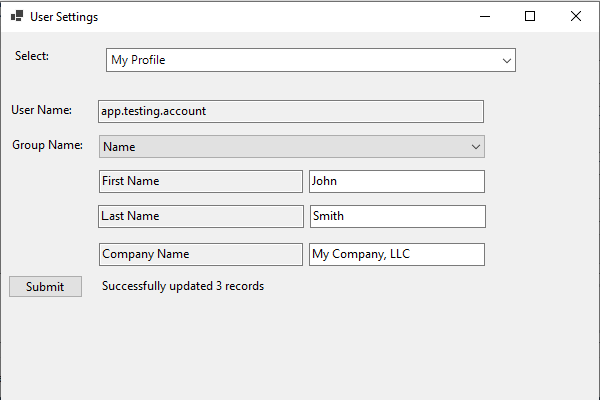 User Settings
Select: My Profile
User Name: app.testing.account
Group Name: Name
First Name John
Last Name Smith
Company Name My Company, LLC
Submit Successfully updated 3 records